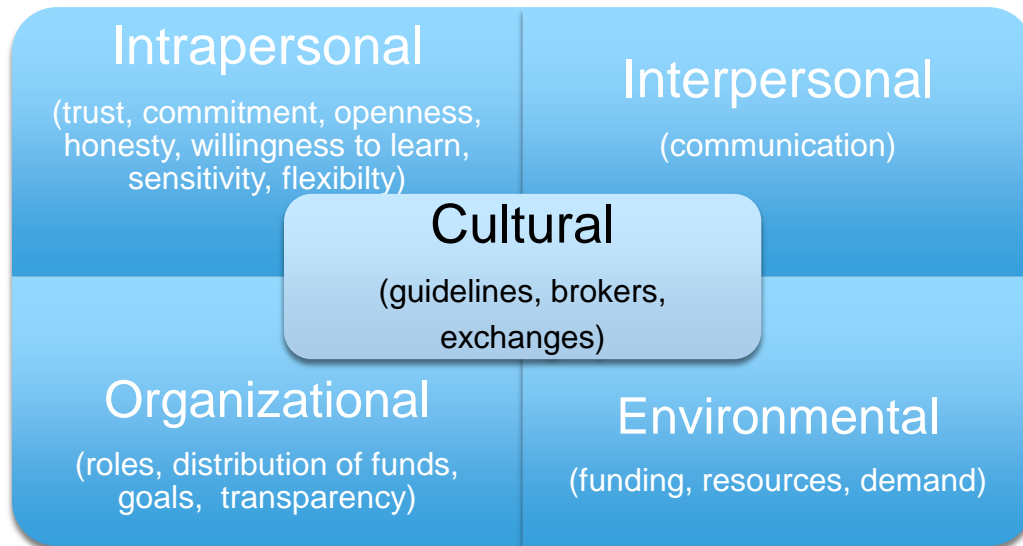 Intrapersonal
(trust, commitment, openness,
honesty, willingness to learn,
sensitivity, flexibilty)
Interpersonal
(communication)
Cultural
(guidelines, brokers,
exchanges)
Organizational
(roles, distribution of funds,
goals, transparency)
Environmental
(funding, resources, demand)